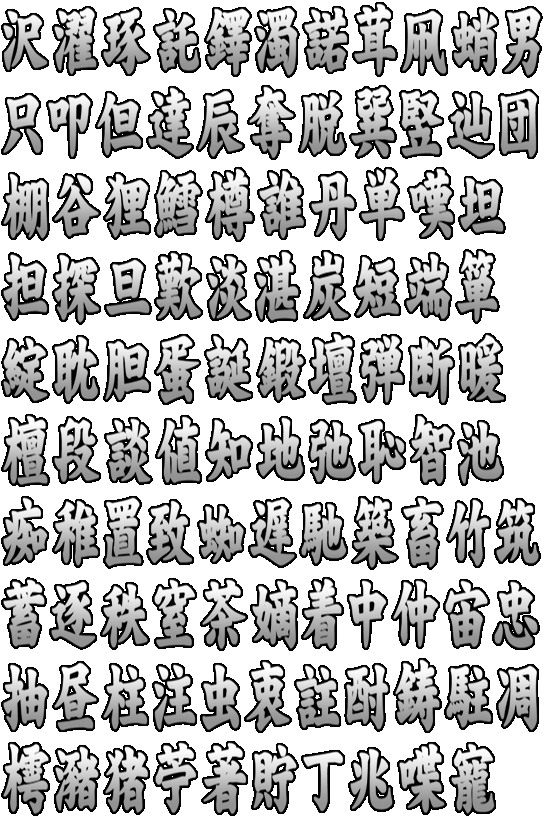 沢濯琢託鐸濁諾茸凧蛸男
只叩但達辰奪脱巽竪辿団
棚谷狸鱈樽誰丹単嘆坦
担探旦歎淡湛炭短端箪
綻耽胆蛋誕鍛壇弾断暖
檀段談値知地弛恥智池
痴稚置致蜘遅馳築畜竹筑
蓄逐秩窒茶嫡着中仲宙忠
抽昼柱注虫衷註酎鋳駐凋
樗瀦猪苧著貯丁兆喋寵